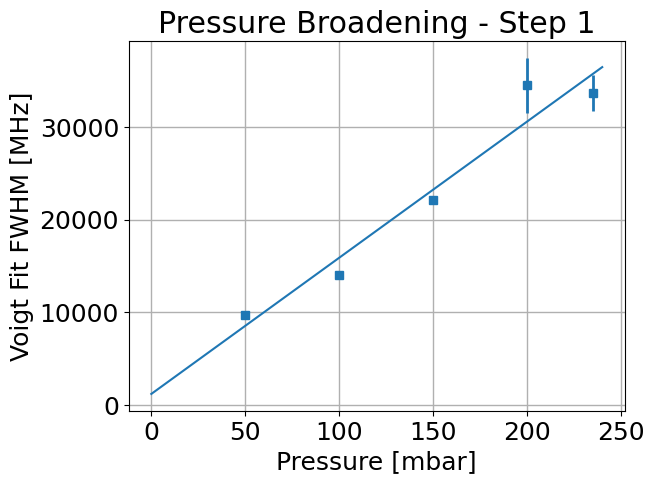 Pressure Broadening - Step 1
Voigt Fit FWHM [MHz]
30000
20000
10000
0
0 50 100 150 200 250
Pressure [mbar]